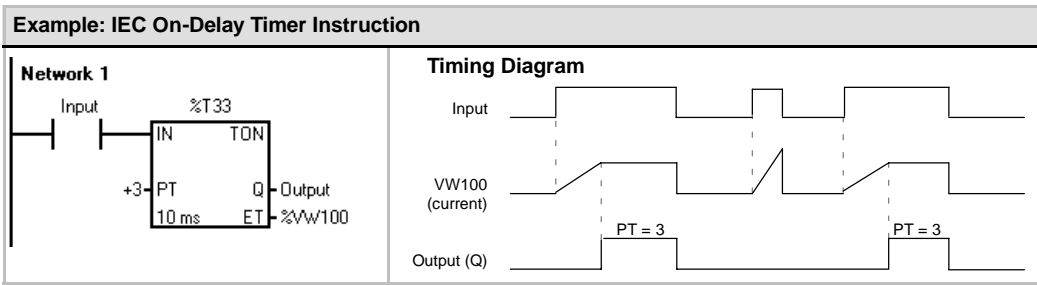 Example: IEC On-Delay Timer Instruction
Network 1
Input
%T33
IN TON
+3 PT Q Output
10 ms ET %VW100
Timing Diagram
Input
VW100
(current)
PT = 3 PT = 3
Output (Q)